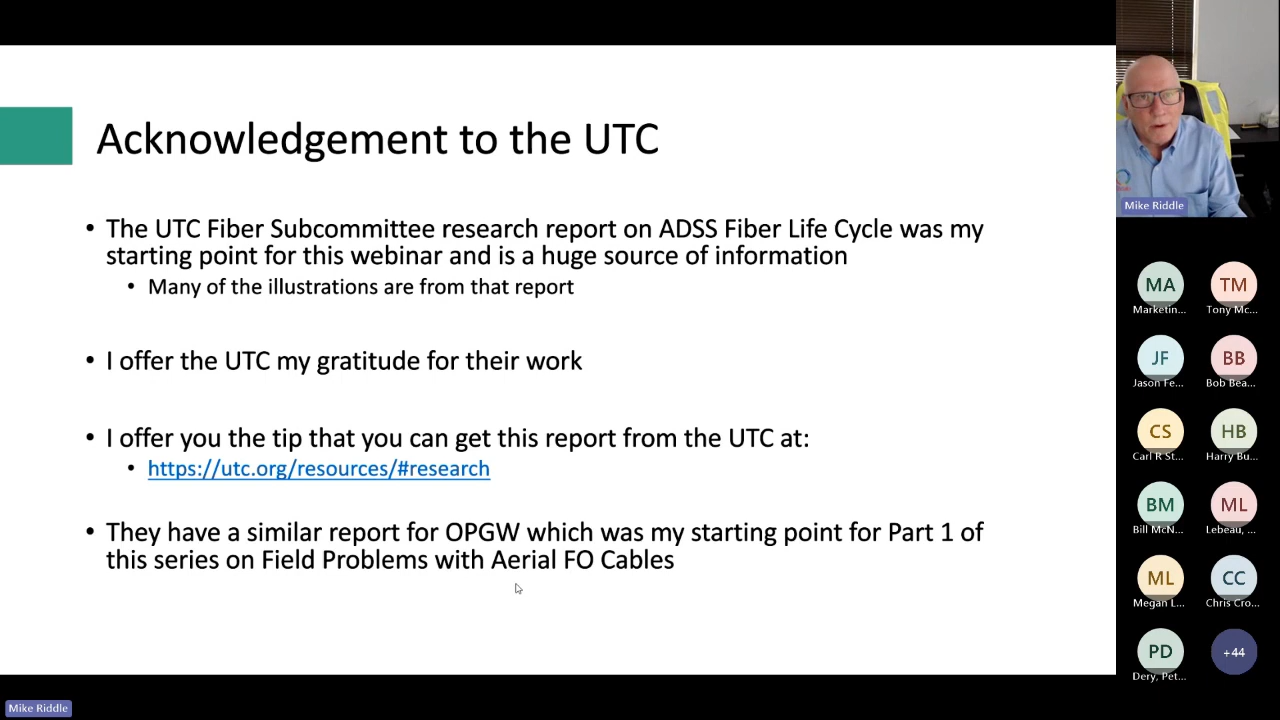 Acknowledgement to the UTC
• The UTC Fiber Subcommittee research report on ADSS Fiber Life Cycle was my
starting point for this webinar and is a huge source of information
• Many of the illustrations are from that report
• I offer the UTC my gratitude for their work
• I offer you the tip that you can get this report from the UTC at:
• https://utc.org/resources/#research
• They have a similar report for OPGW which was my starting point for Part 1 of
this series on Field Problems with Aerial FO Cables
Mike Riddle
MA TM
Marketin... Tony Mc...
JF BB
Jason Fe... Bob Bea...
CS HB
Carl R St... Harry Bu...
BM ML
Bill McN... Lebeau, ...
ML CC
Megan L... Chris Cro...
PD +44
Dery, Pet...
Mike Riddle